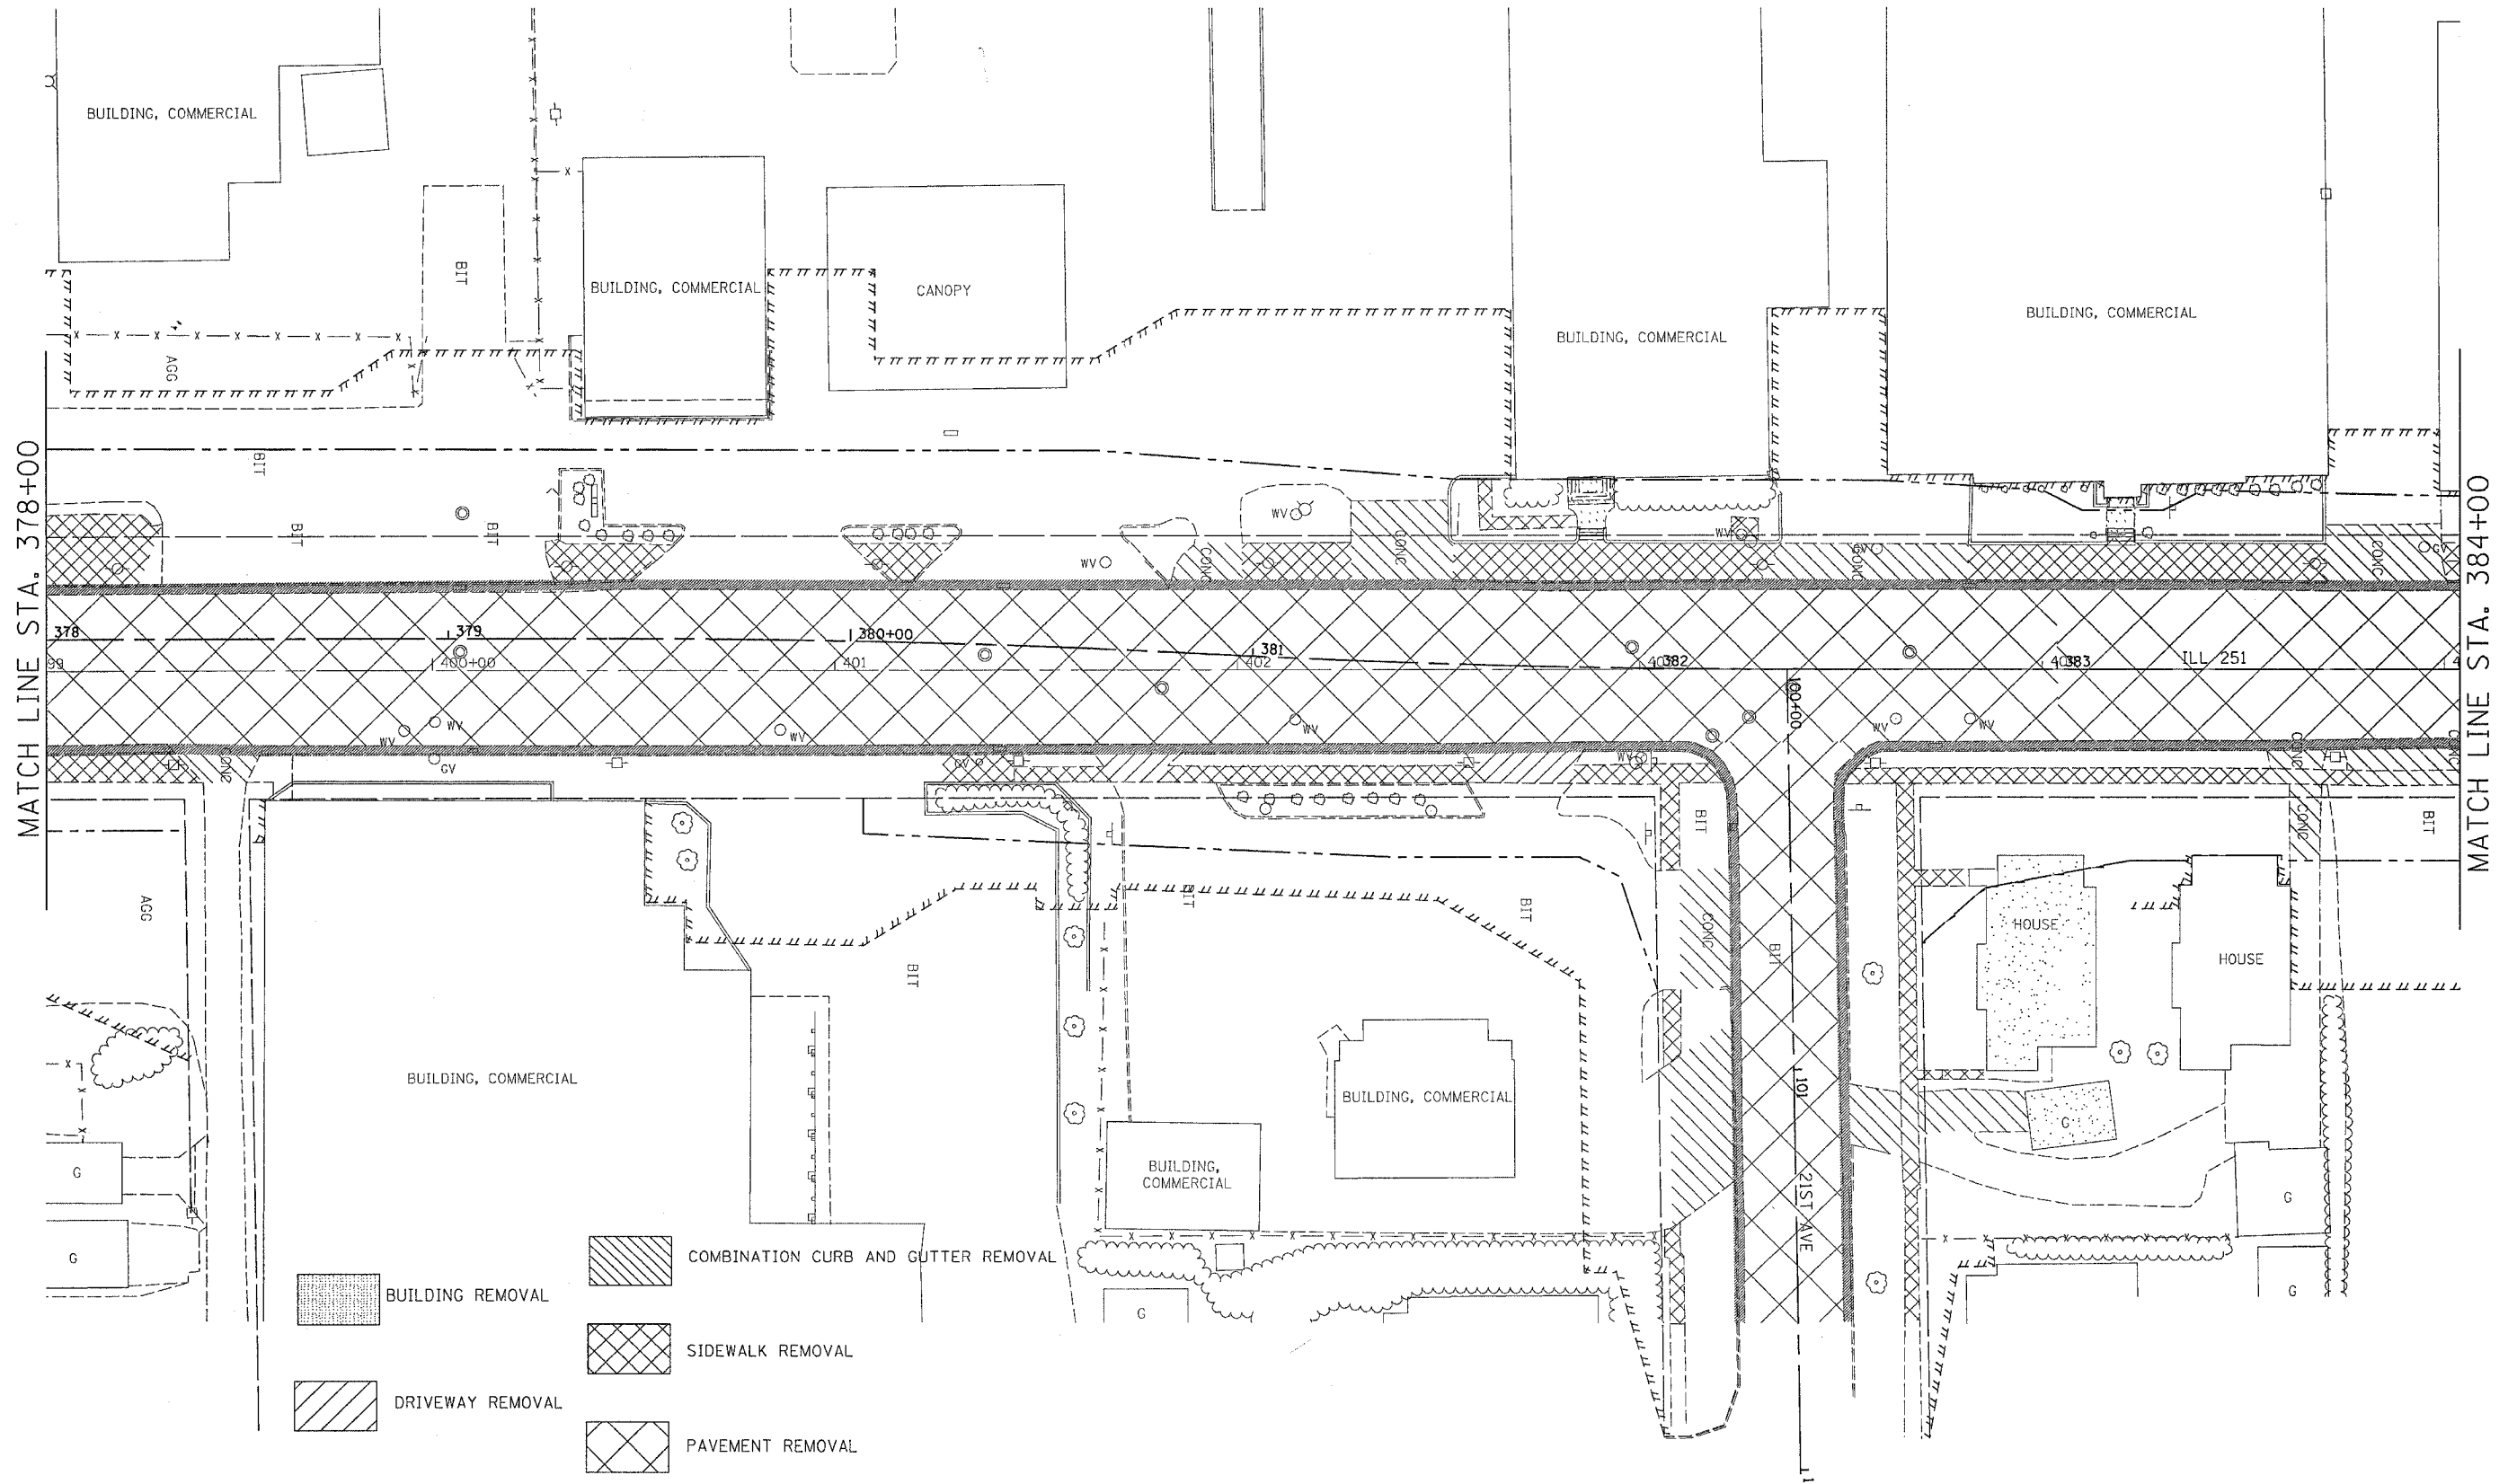 BUILDING, COMMERCIAL
BIT
BUILDING, COMMERCIAL
CANOPY
BUILDING, COMMERCIAL
BUILDING, COMMERCIAL
AGG
MATCH LINE STA. 378+00
MATCH LINE STA. 384+00
BIT
BIT
BIT
WV
WV
CONC
CONC
WV
CONC
GV
CONC
GV
378
379
380+00
381
382
383
ILL 251
99
400+00
401
402
100+00
WV
WV
WV
WV
WV
WV
CONC
GV
GV
WV
CONC
CONC
CONC
BIT
BIT
AGG
BIT
BIT
BIT
CONC
BIT
HOUSE
HOUSE
BUILDING, COMMERCIAL
BUILDING, COMMERCIAL
BUILDING,
COMMERCIAL
101
21ST AVE
G
G
G
G
G
G
COMBINATION CURB AND GUTTER REMOVAL
BUILDING REMOVAL
SIDEWALK REMOVAL
DRIVEWAY REMOVAL
PAVEMENT REMOVAL